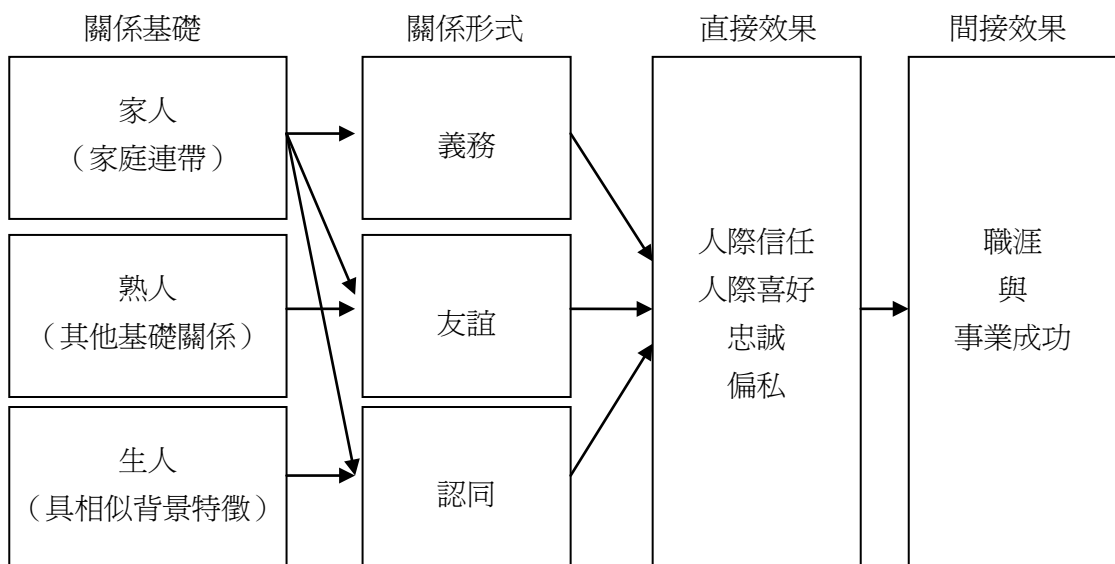 關係基礎
關係形式
直接效果
間接效果
家人
（家庭連帶）
熟人
（其他基礎關係）
生人
（具相似背景特徵）
義務
友誼
認同
人際信任
人際喜好
忠誠
偏私
職涯
與
事業成功